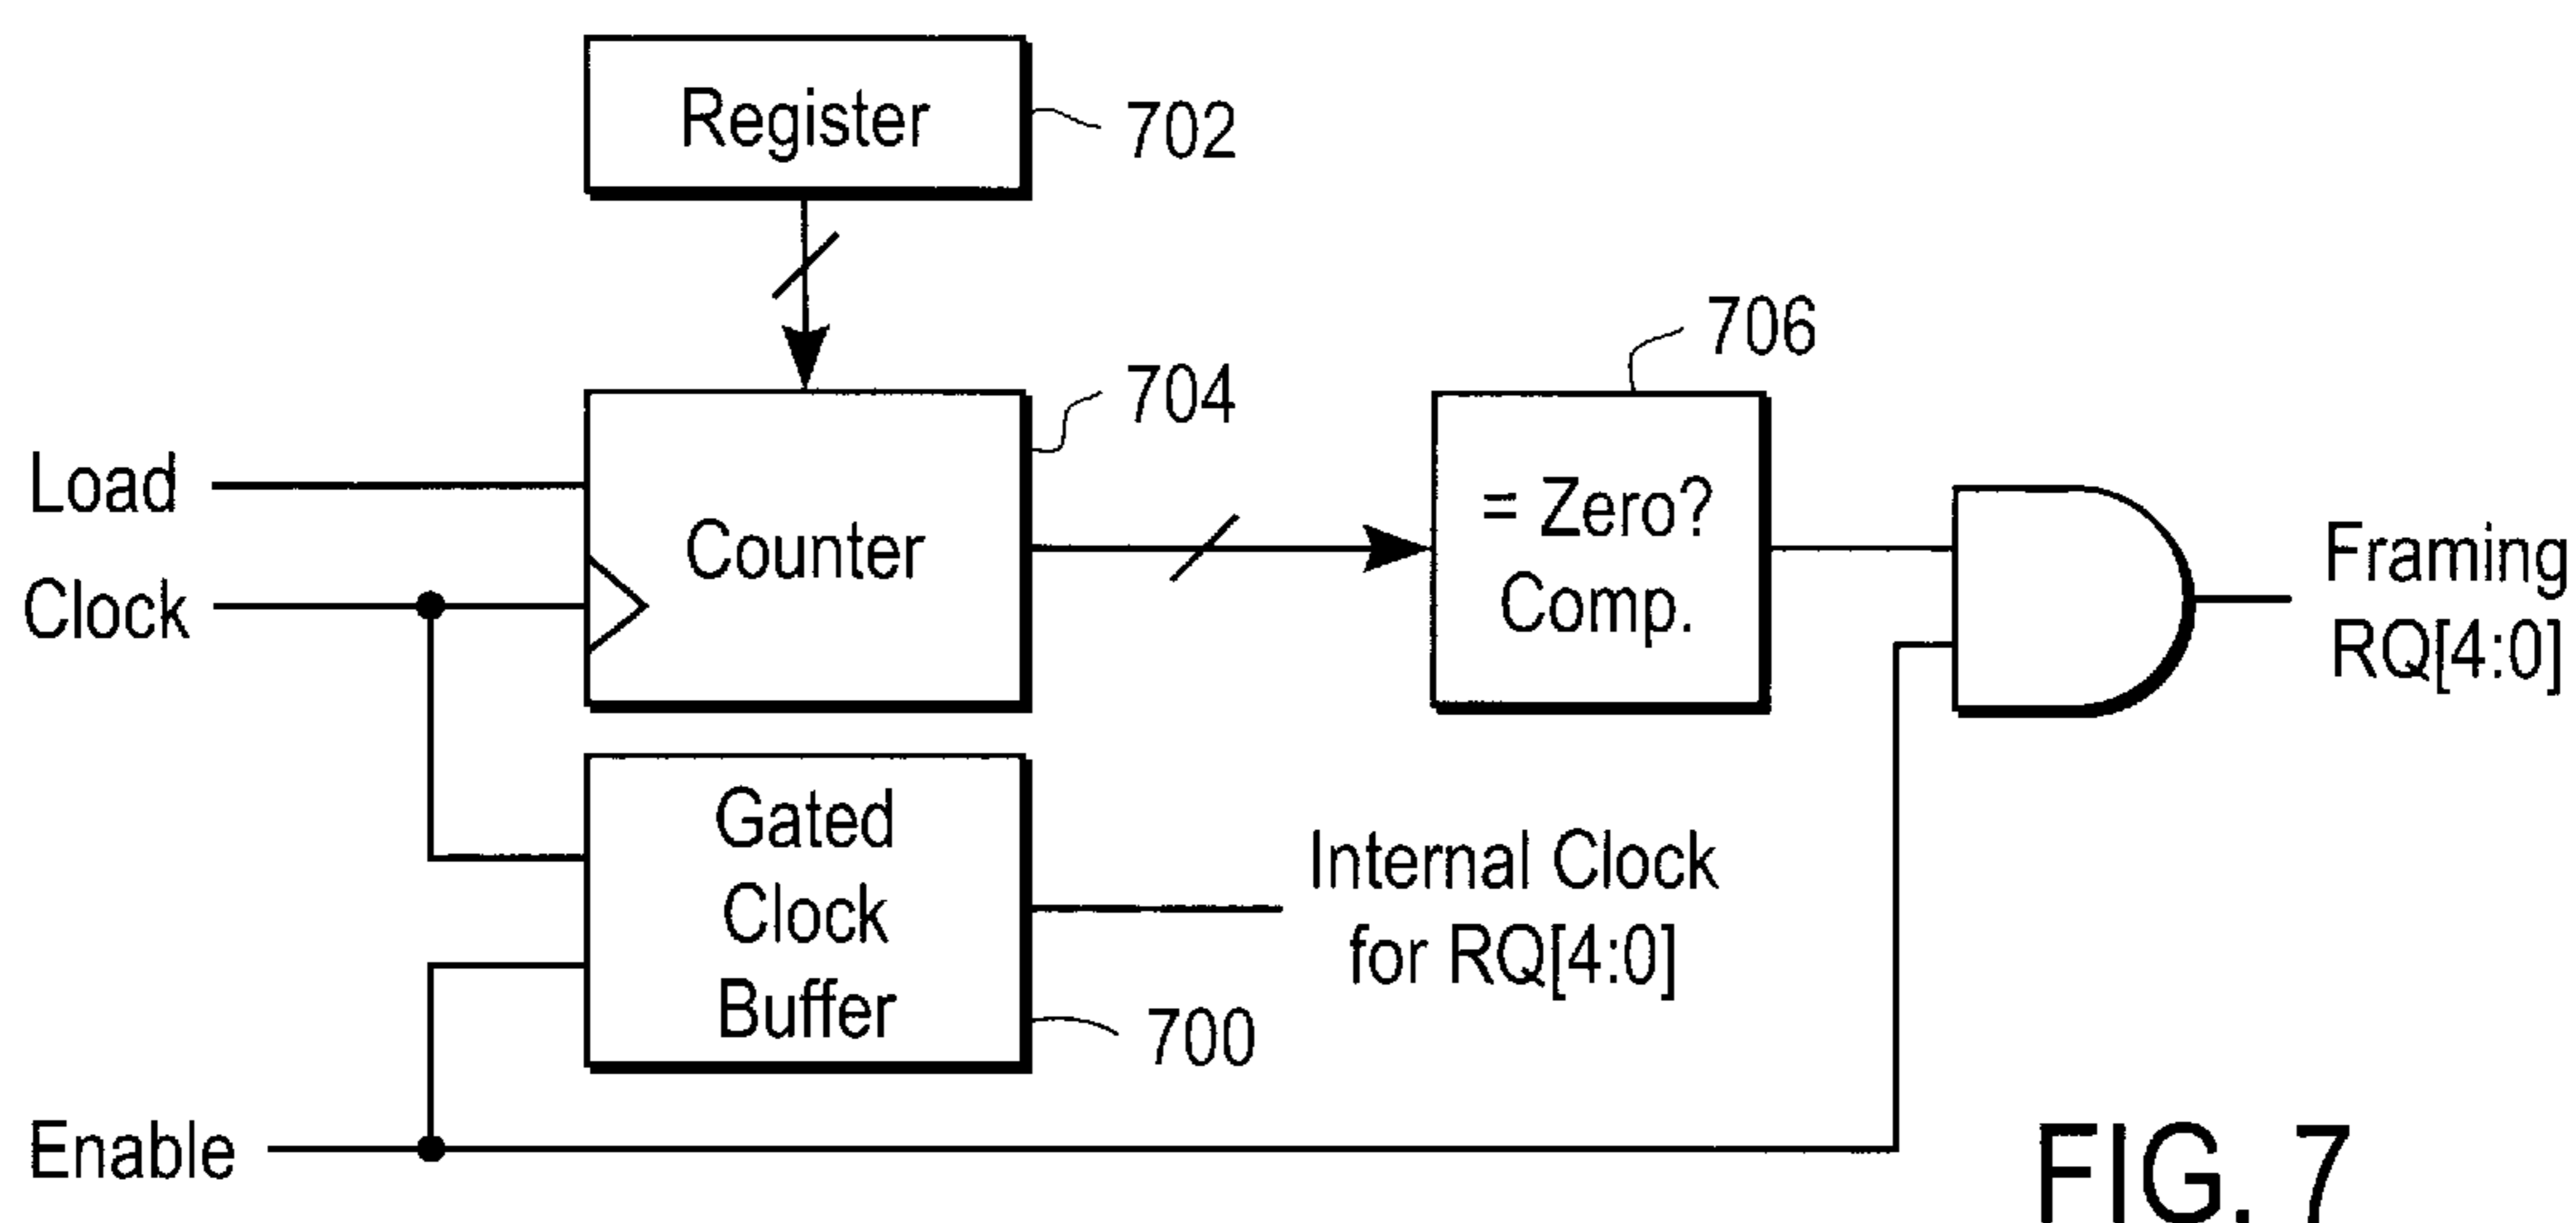 Register
702
704
706
Load
Counter
= Zero?
Comp.
Framing
RQ[4:0]
Clock
Gated
Clock
Buffer
Internal Clock
for RQ[4:0]
700
Enable
FIG. 7